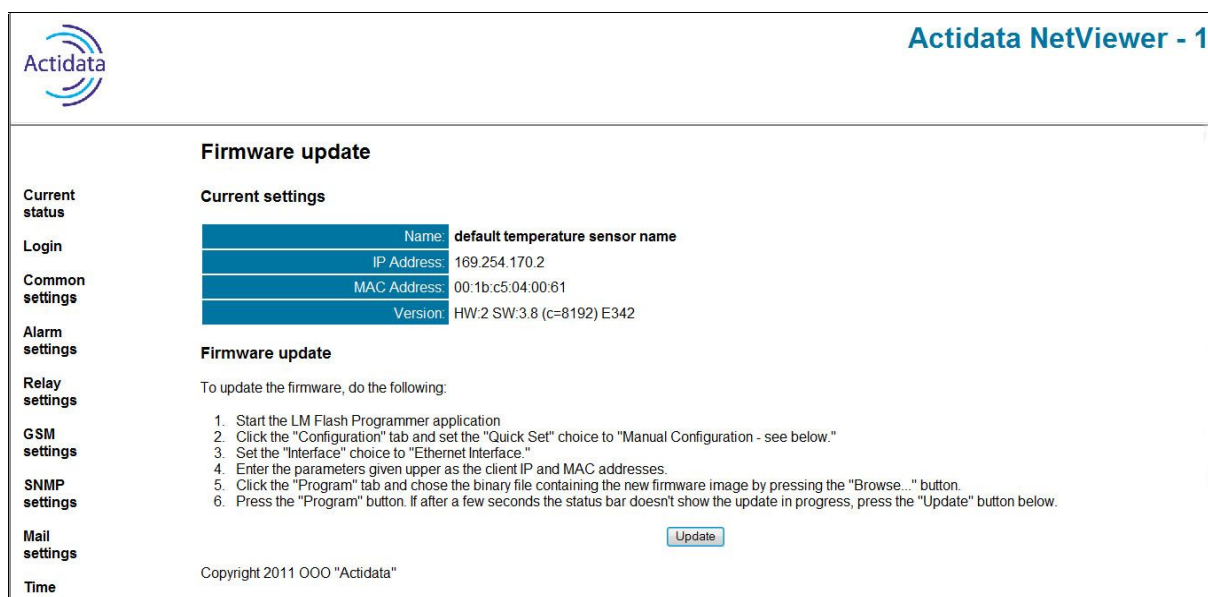 Actidata
Actidata NetViewer - 1
Current
status
Login
Common
settings
Alarm
settings
Relay
settings
GSM
settings
SNMP
settings
Mail
settings
Time
Firmware update
Current settings
Name: default temperature sensor name
IP Address: 169.254.170.2
MAC Address: 00:1b:c5:04:00:61
Version: HW:2 SW:3.8 (c=8192) E342
Firmware update
To update the firmware, do the following:
1. Start the LM Flash Programmer application
2. Click the "Configuration" tab and set the "Quick Set" choice to "Manual Configuration - see below."
3. Set the "Interface" choice to "Ethernet Interface."
4. Enter the parameters given upper as the client IP and MAC addresses.
5. Click the "Program" tab and chose the binary file containing the new firmware image by pressing the "Browse..." button.
6. Press the "Program" button. If after a few seconds the status bar doesn't show the update in progress, press the "Update" button below.
Update
Copyright 2011 OOO "Actidata"